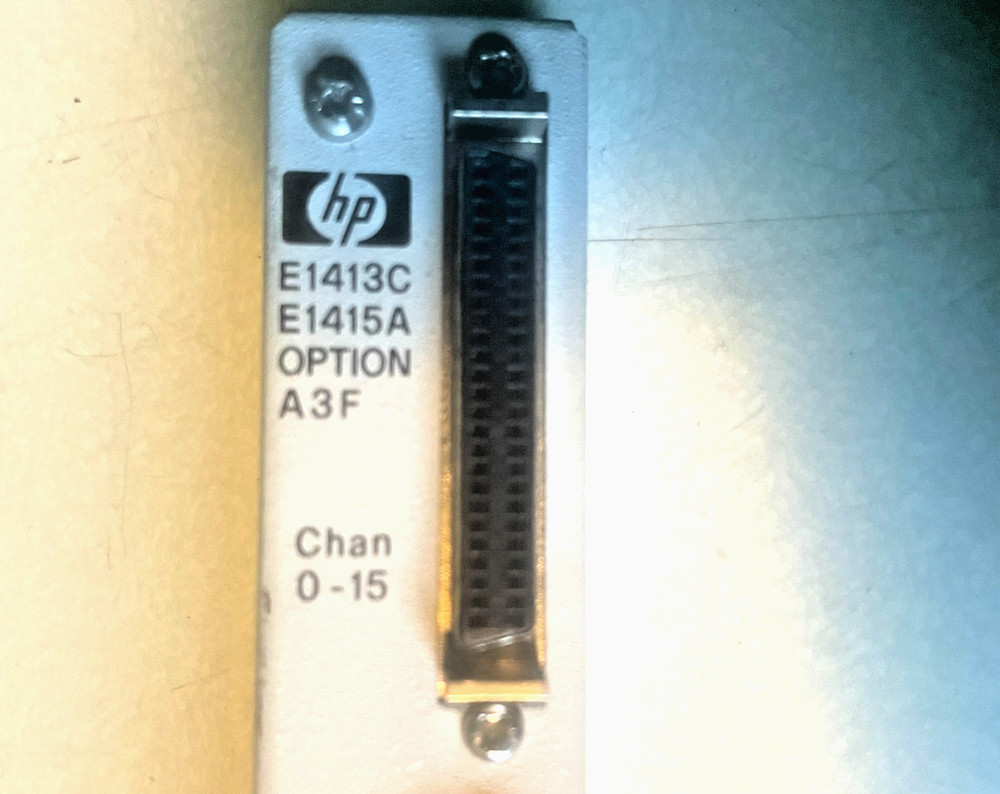 hp
E1413C
E1415A
OPTION
A3F
Chan
0-15